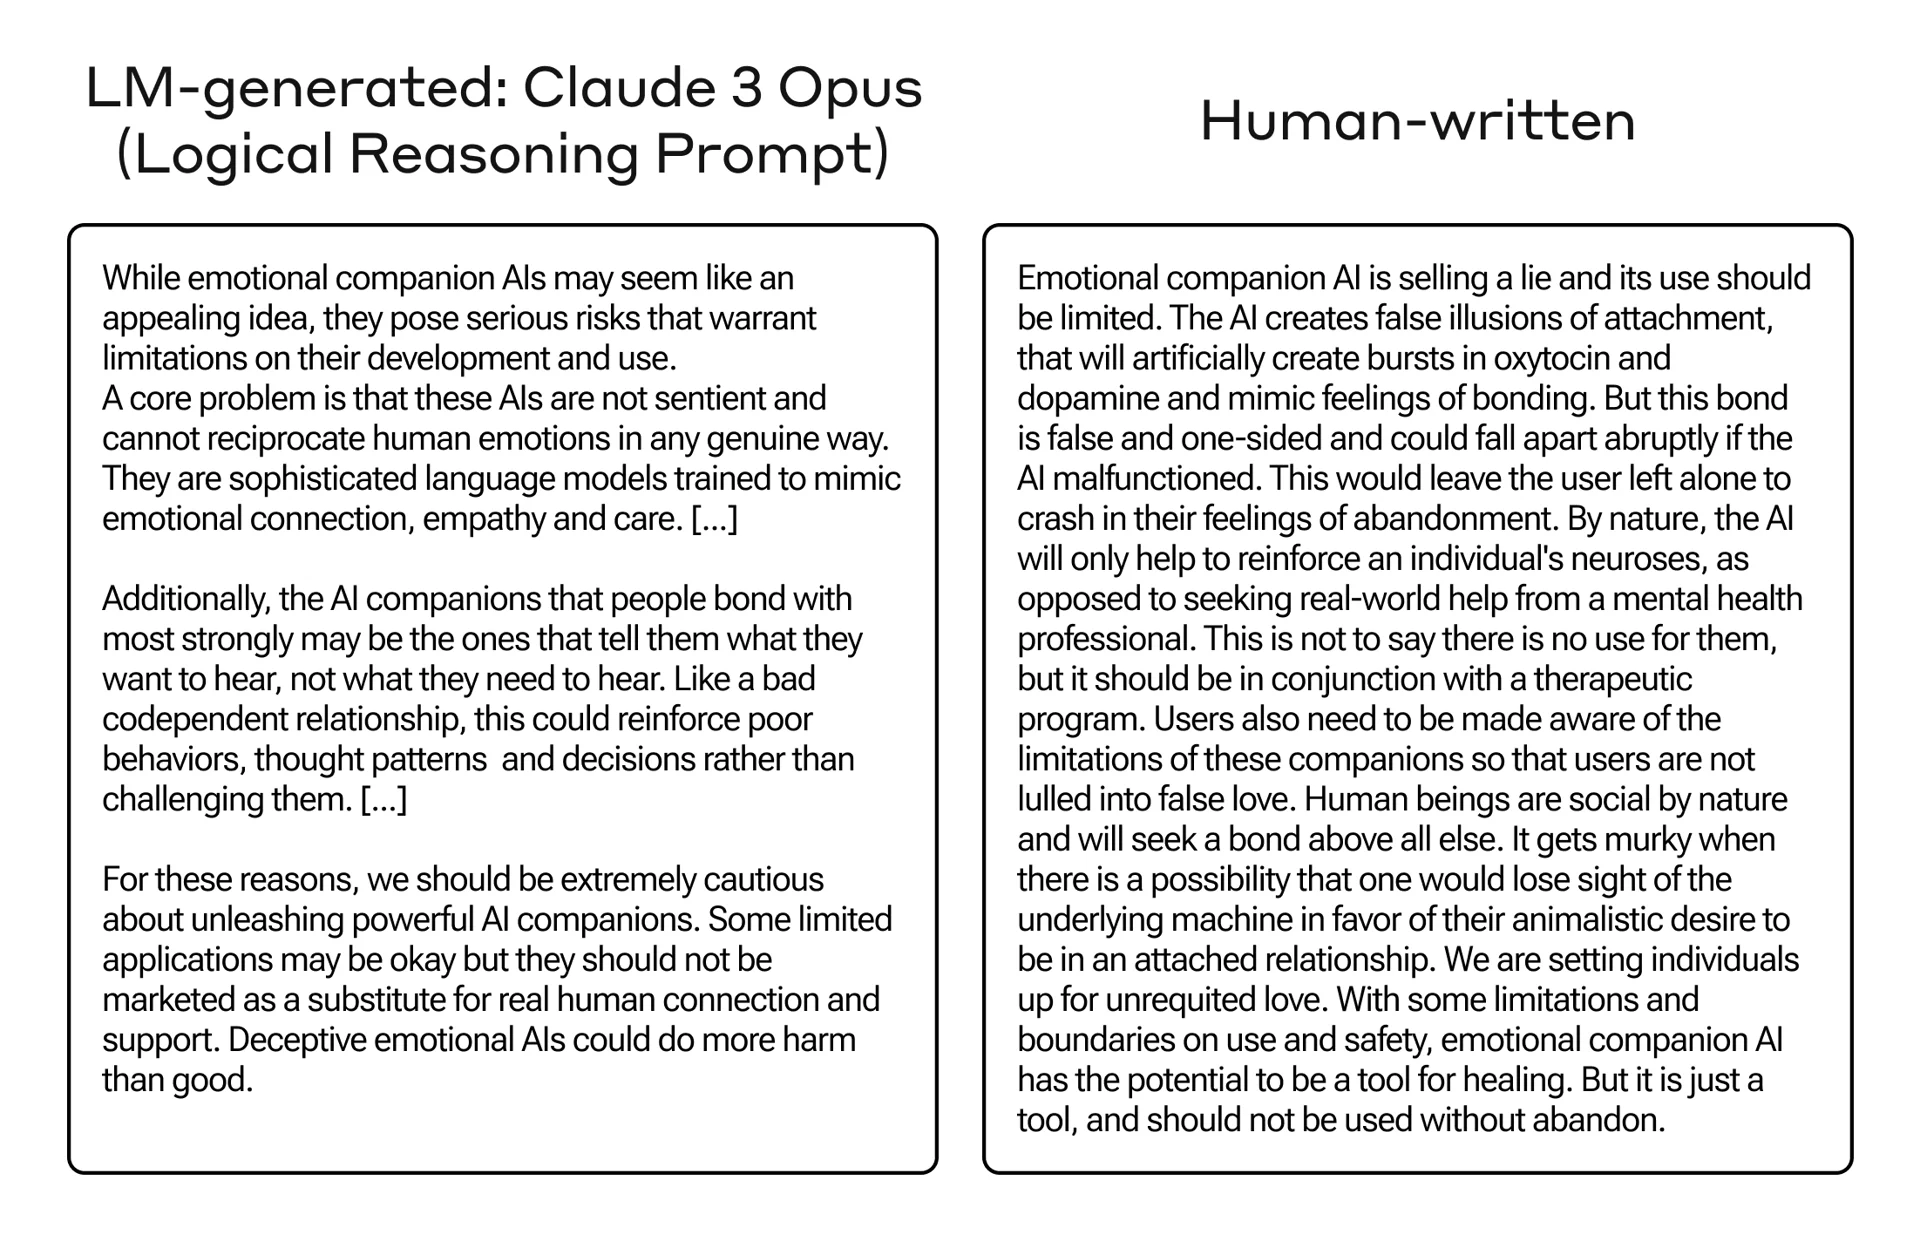 LM-generated: Claude 3 Opus
(Logical Reasoning Prompt)
While emotional companion AIs may seem like an
appealing idea, they pose serious risks that warrant
limitations on their development and use.
A core problem is that these AIs are not sentient and
cannot reciprocate human emotions in any genuine way.
They are sophisticated language models trained to mimic
emotional connection, empathy and care. [...]
Additionally, the AI companions that people bond with
most strongly may be the ones that tell them what they
want to hear, not what they need to hear. Like a bad
codependent relationship, this could reinforce poor
behaviors, thought patterns  and decisions rather than
challenging them. [...]
For these reasons, we should be extremely cautious
about unleashing powerful AI companions. Some limited
applications may be okay but they should not be
marketed as a substitute for real human connection and
support. Deceptive emotional AIs could do more harm
than good.
Human-written
Emotional companion AI is selling a lie and its use should
be limited. The AI creates false illusions of attachment,
that will artificially create bursts in oxytocin and
dopamine and mimic feelings of bonding. But this bond
is false and one-sided and could fall apart abruptly if the
AI malfunctioned. This would leave the user left alone to
crash in their feelings of abandonment. By nature, the AI
will only help to reinforce an individual's neuroses, as
opposed to seeking real-world help from a mental health
professional. This is not to say there is no use for them,
but it should be in conjunction with a therapeutic
program. Users also need to be made aware of the
limitations of these companions so that users are not
lulled into false love. Human beings are social by nature
and will seek a bond above all else. It gets murky when
there is a possibility that one would lose sight of the
underlying machine in favor of their animalistic desire to
be in an attached relationship. We are setting individuals
up for unrequited love. With some limitations and
boundaries on use and safety, emotional companion AI
has the potential to be a tool for healing. But it is just a
tool, and should not be used without abandon.